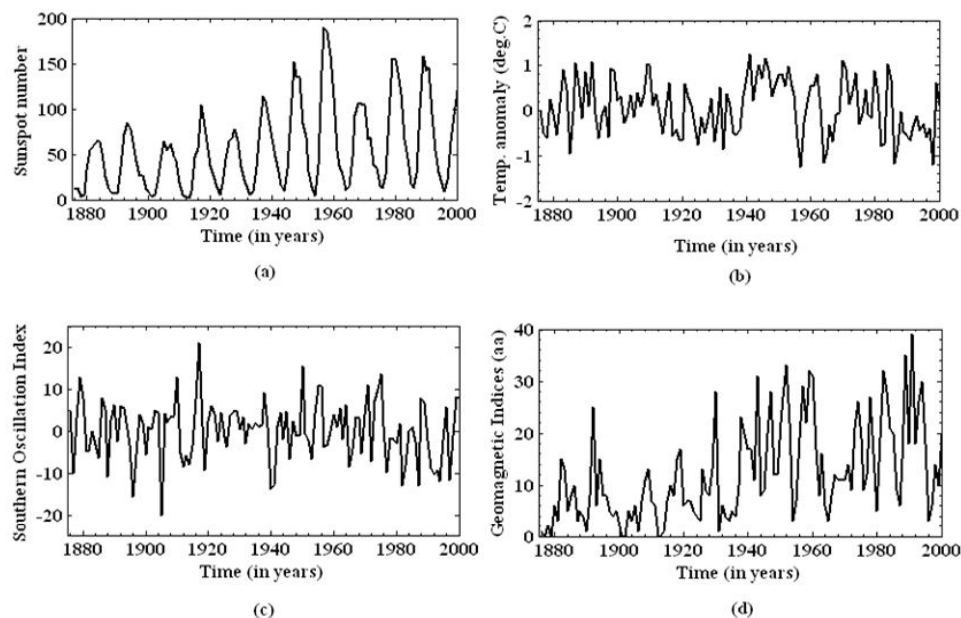 Sunspot number
200
150
100
50
0
1880 1900 1920 1940 1960 1980 2000
Time (in years)
(a)
Temp. anomaly (deg.C)
2
1
0
-1
-2
1880 1900 1920 1940 1960 1980 2000
Time (in years)
(b)
Southern Oscillation Index
20
10
0
-10
-20
1880 1900 1920 1940 1960 1980 2000
Time (in years)
(c)
Geomagnetic Indices (aa)
40
30
20
10
0
1880 1900 1920 1940 1960 1980 2000
Time (in years)
(d)